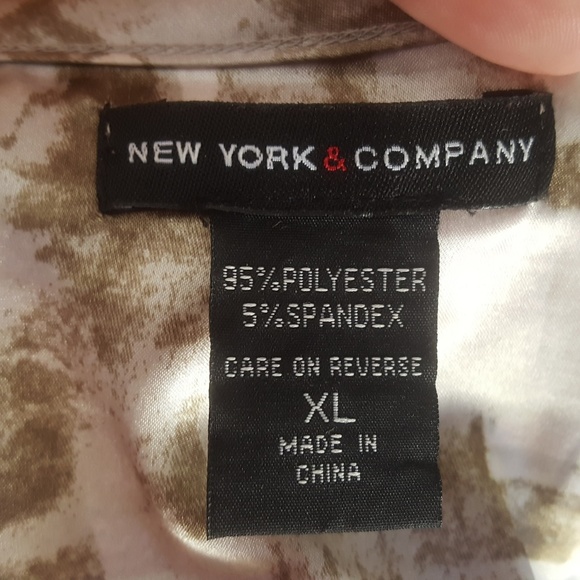 NEW YORK & COMPANY
95% POLYESTER
5% SPANDEX
CARE ON REVERSE
XL
MADE IN
CHINA